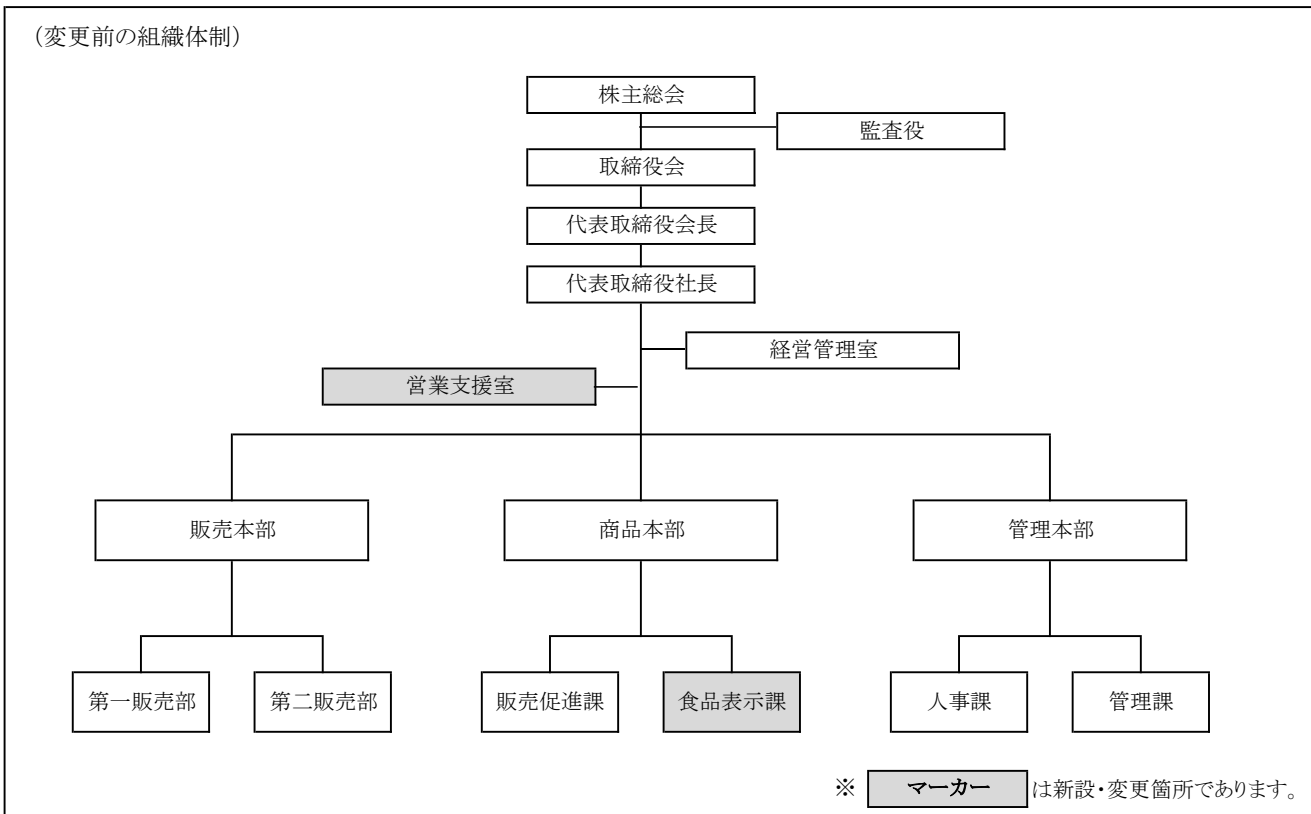 （変更前の組織体制）
株主総会
監査役
取締役会
代表取締役会長
代表取締役社長
経営管理室
営業支援室
販売本部
商品本部
管理本部
第一販売部
第二販売部
販売促進課
食品表示課
人事課
管理課
※ マーカー は新設・変更箇所であります。